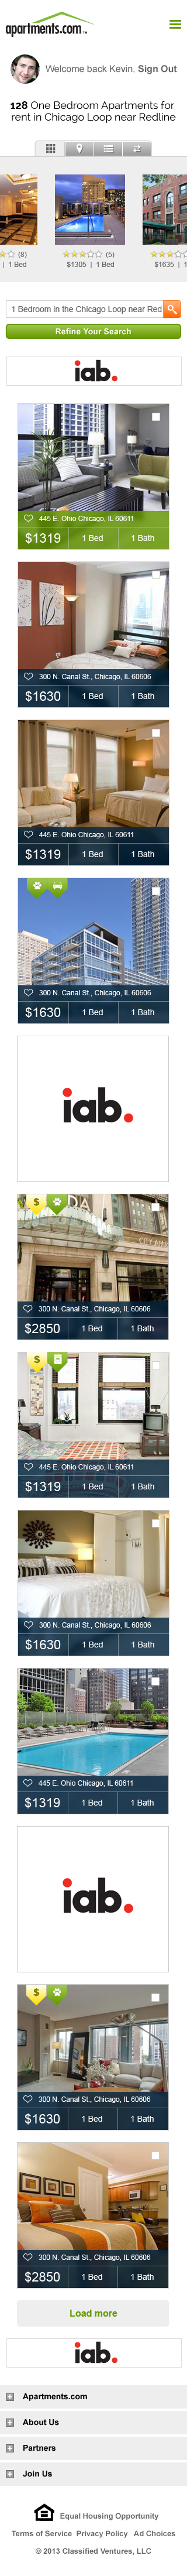 apartments.com
Welcome back Kevin, Sign Out
128 One Bedroom Apartments for
rent in Chicago Loop near Redline
(8)
(5)
| 1 Bed
$1305 | 1 Bed
$1635 | 1
1 Bedroom in the Chicago Loop near Red
Refine Your Search
iab.
445 E. Ohio Chicago, IL 60611
$1319 1 Bed 1 Bath
300 N. Canal St., Chicago, IL 60606
$1630 1 Bed 1 Bath
445 E. Ohio Chicago, IL 60611
$1319 1 Bed 1 Bath
300 N. Canal St., Chicago, IL 60606
$1630 1 Bed 1 Bath
iab.
$
300 N. Canal St., Chicago, IL 60606
$2850 1 Bed 1 Bath
$
445 E. Ohio Chicago, IL 60611
$1319 1 Bed 1 Bath
300 N. Canal St., Chicago, IL 60606
$1630 1 Bed 1 Bath
445 E. Ohio Chicago, IL 60611
$1319 1 Bed 1 Bath
iab.
$
300 N. Canal St., Chicago, IL 60606
$1630 1 Bed 1 Bath
300 N. Canal St., Chicago, IL 60606
$2850 1 Bed 1 Bath
Load more
iab.
Apartments.com
About Us
Partners
Join Us
Equal Housing Opportunity
Terms of Service Privacy Policy Ad Choices
© 2013 Classified Ventures, LLC